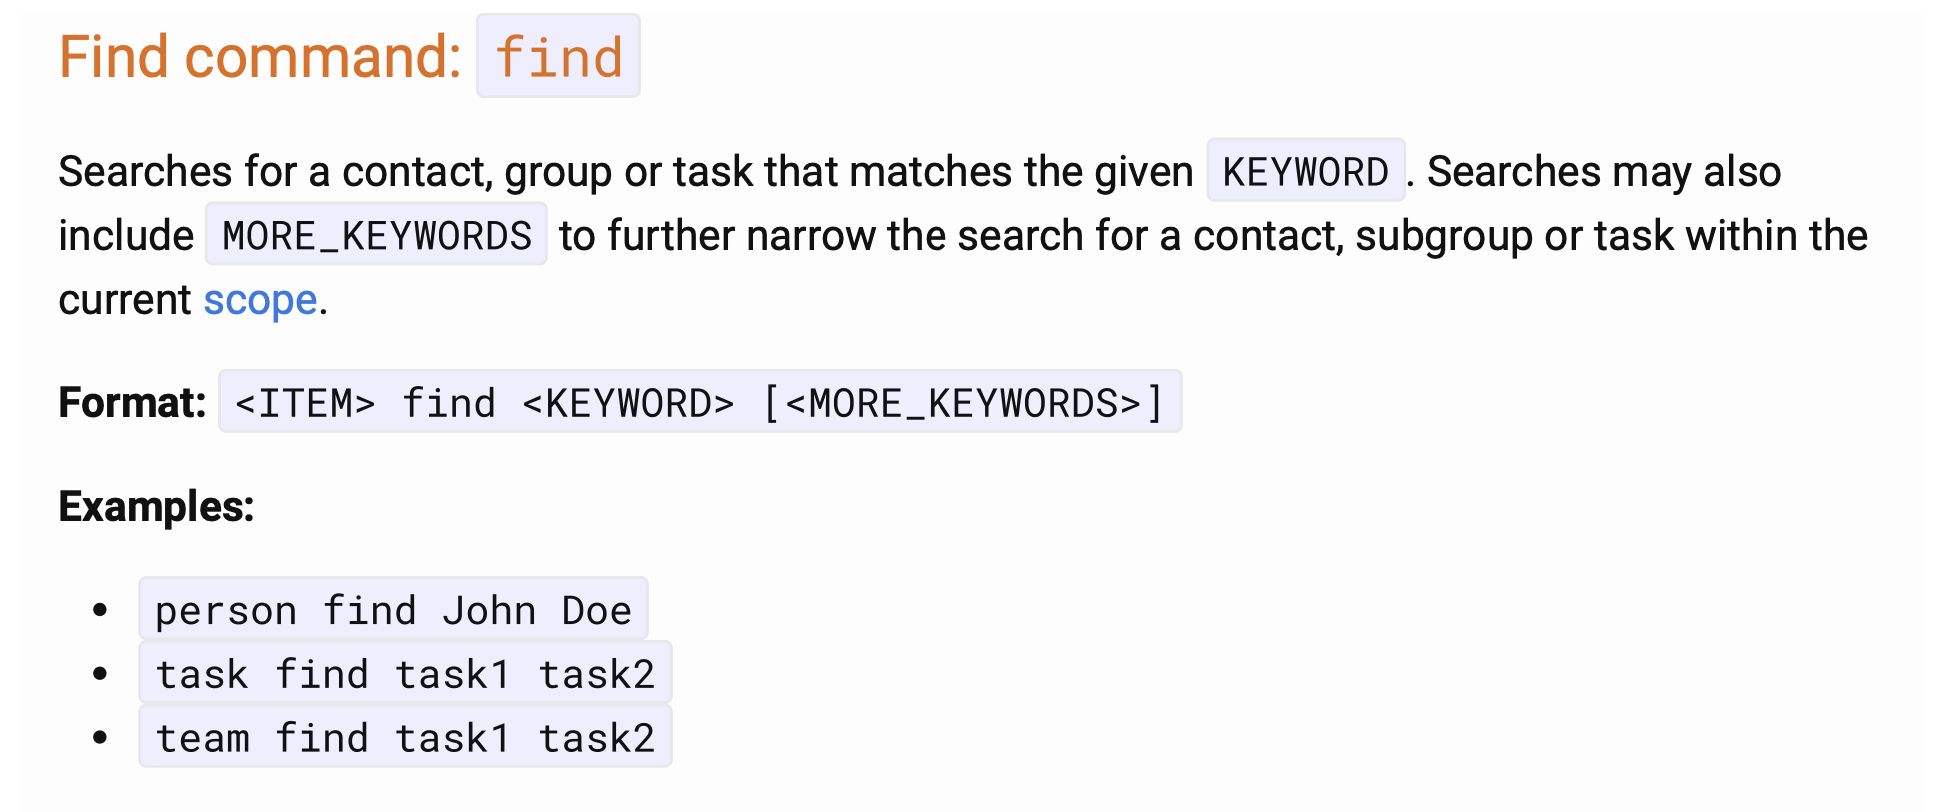 Find command: find
Searches for a contact, group or task that matches the given KEYWORD. Searches may also
include MORE_KEYWORDS to further narrow the search for a contact, subgroup or task within the
current scope.
Format: <ITEM> find <KEYWORD> [<MORE_KEYWORDS>]
Examples:
• person find John Doe
• task find task1 task2
• team find task1 task2